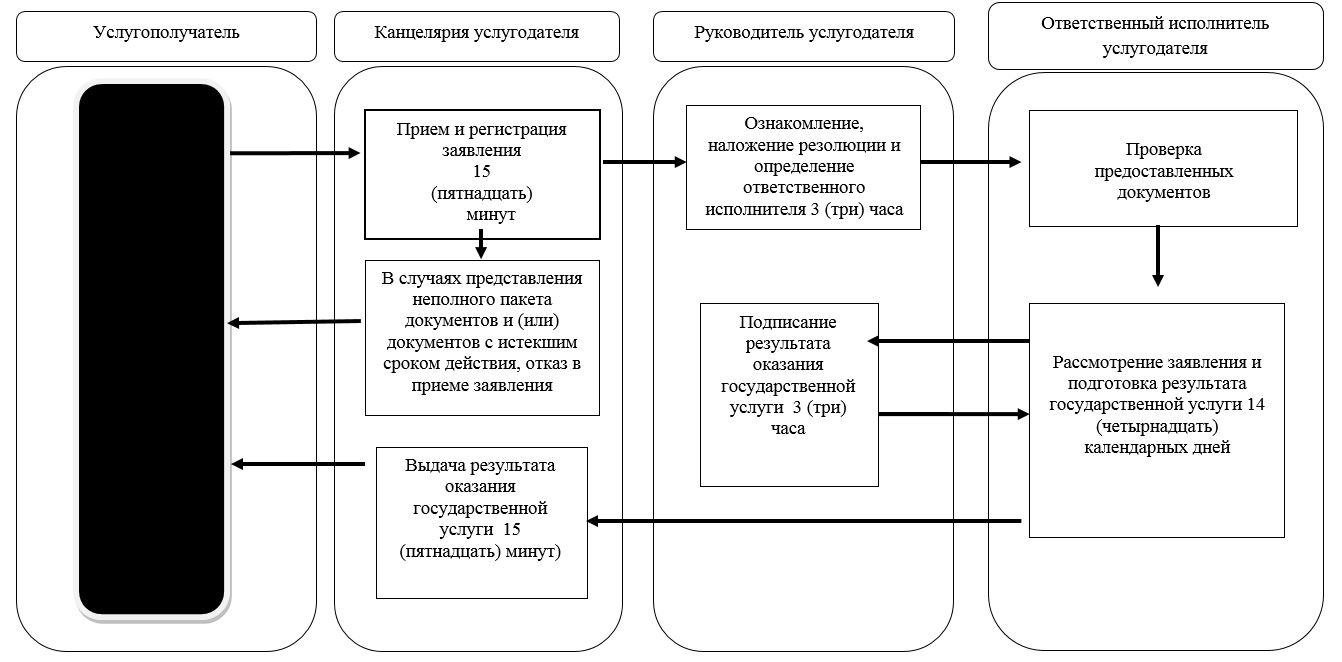 Услугополучатель
Канцелярия услугодателя
Руководитель услугодателя
Ответственный исполнитель
услугодателя
Прием и регистрация
заявления
15
(пятнадцать)
минут
В случаях представления
неполного пакета
документов и (или)
документов с истекшим
сроком действия, отказ в
приеме заявления
Выдача результата
оказания
государственной
услуги 15
(пятнадцать) минут)
Ознакомление,
наложение резолюции и
определение
ответственного
исполнителя 3 (три) часа
Подписание
результата
оказания
государственной
услуги 3 (три)
часа
Проверка
предоставленных
документов
Рассмотрение заявления и
подготовка результата
государственной услуги 14
(четырнадцать)
календарных дней